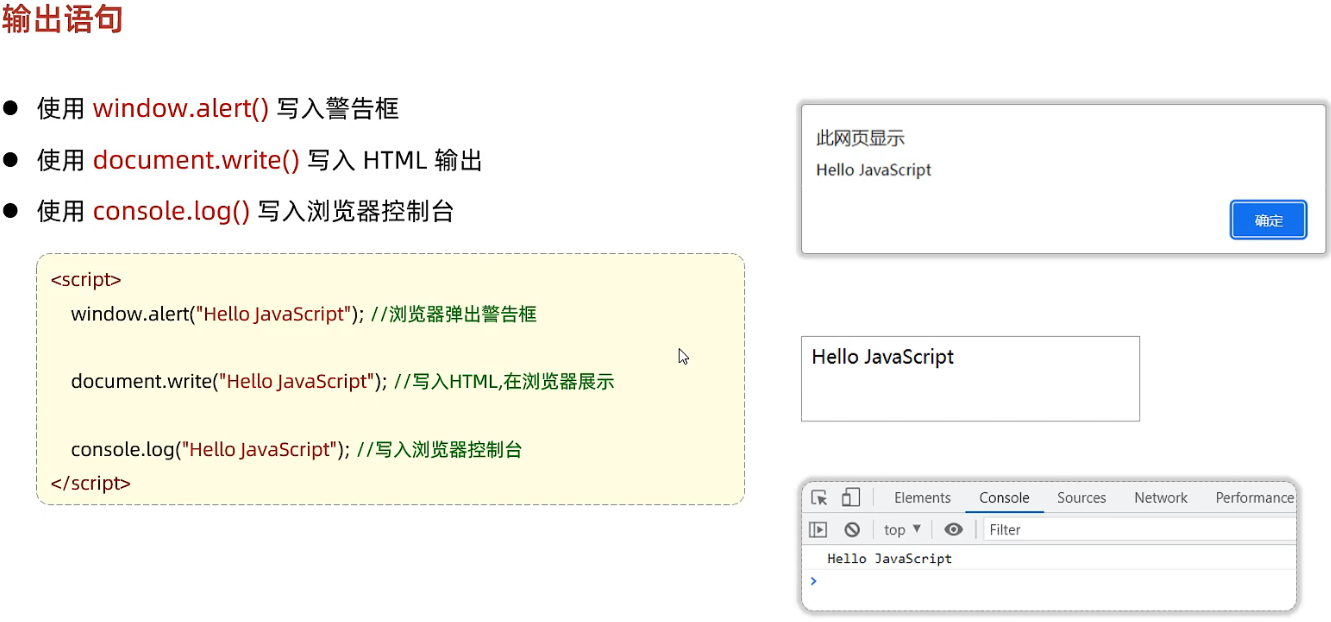 输出语句
使用 window.alert() 写入警告框
使用 document.write() 写入 HTML 输出
使用 console.log() 写入浏览器控制台
<script>
window.alert("Hello JavaScript"); //浏览器弹出警告框
document.write("Hello JavaScript"); //写入HTML,在浏览器展示
console.log("Hello JavaScript"); //写入浏览器控制台
</script>
此网页显示
Hello JavaScript
确定
Hello JavaScript
Elements Console Sources Network Performance
top Filter
Hello JavaScript